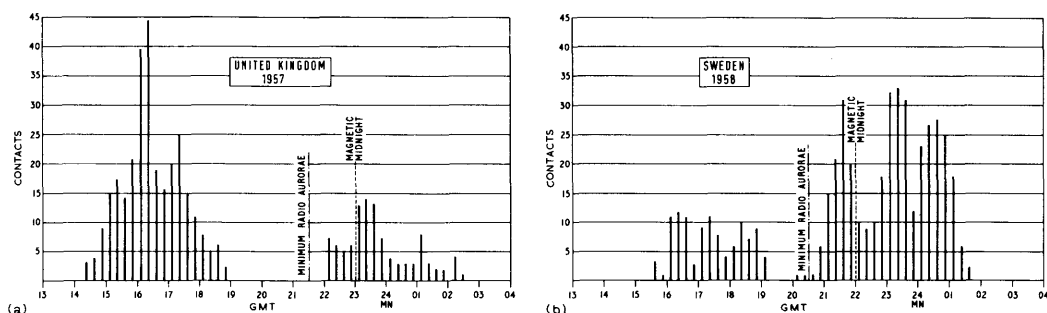 45
40
35
30
25
20
15
10
5
CONTACTS
UNITED KINGDOM
1957
MINIMUM RADIO AURORAE
MAGNETIC
MIDNIGHT
13 14 15 16 17 18 19 20 21 22 23 24 01 02 03 04
MN
GMT
(a)
45
40
35
30
25
20
15
10
5
CONTACTS
SWEDEN
1958
MINIMUM RADIO AURORAE
MAGNETIC
MIDNIGHT
13 14 15 16 17 18 19 20 21 22 23 24 01 02 03 04
MN
GMT
(b)